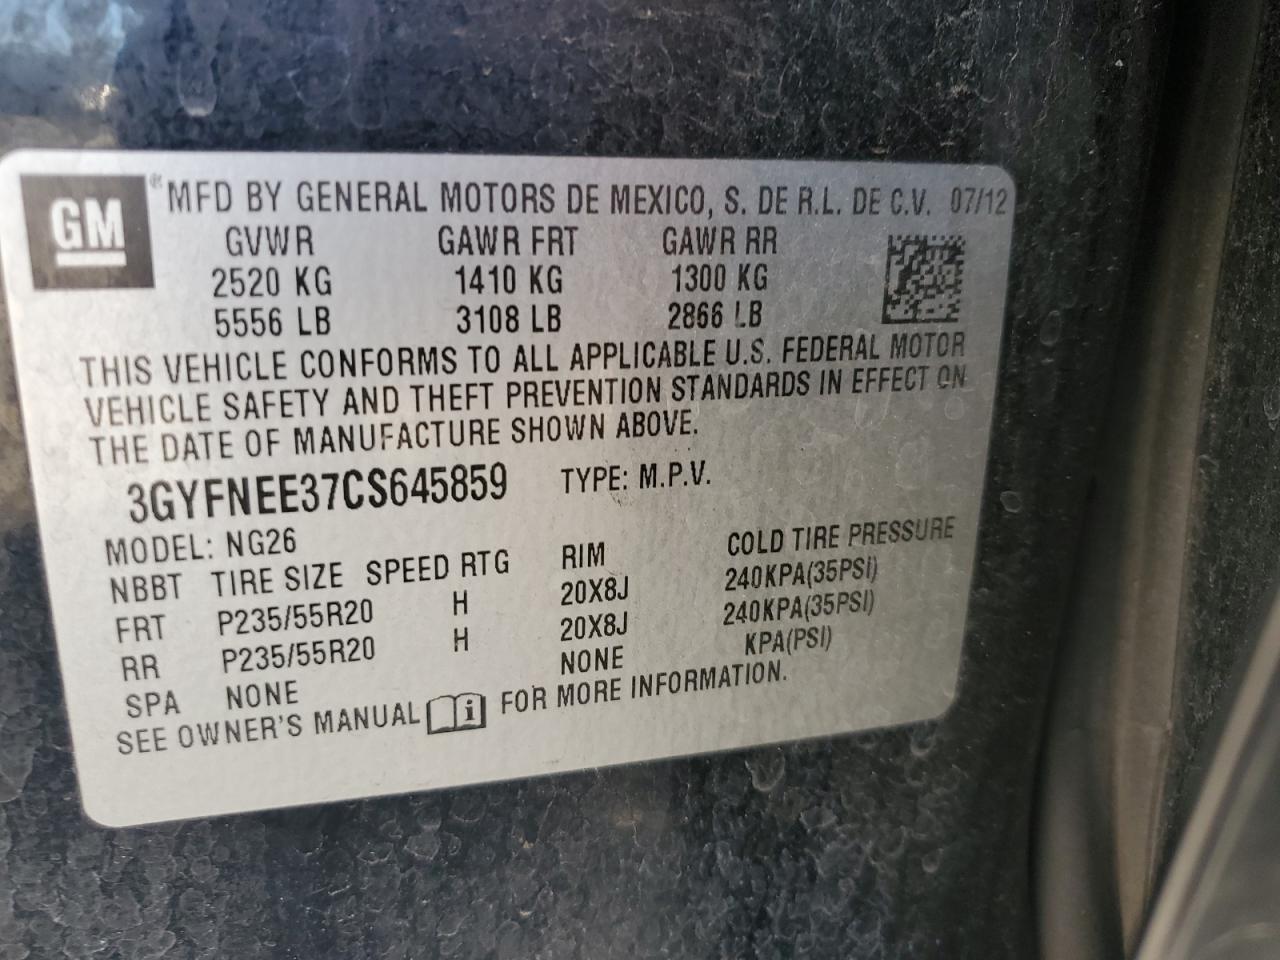 GM
® MFD BY GENERAL MOTORS DE MEXICO, S. DE R.L. DE C.V. 07/12
GVWR GAWR FRT GAWR RR
2520 KG 1410 KG 1300 KG
5556 LB 3108 LB 2866 LB
THIS VEHICLE CONFORMS TO ALL APPLICABLE U.S. FEDERAL MOTOR
VEHICLE SAFETY AND THEFT PREVENTION STANDARDS IN EFFECT ON
THE DATE OF MANUFACTURE SHOWN ABOVE.
3GYFNEE37CS645859 TYPE: M.P.V.
MODEL: NG26
NBBT TIRE SIZE SPEED RTG RIM COLD TIRE PRESSURE
FRT P235/55R20 H 20X8J 240KPA(35PSI)
RR P235/55R20 H 20X8J 240KPA(35PSI)
SPA NONE NONE KPA(PSI)
SEE OWNER'S MANUAL i FOR MORE INFORMATION.